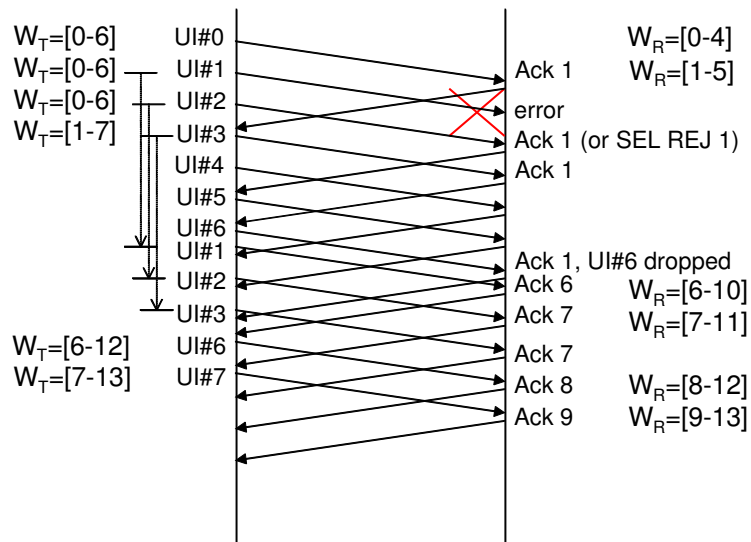 W_T=[0-6] UI#0 W_R=[0-4]
W_T=[0-6] UI#1 Ack 1 W_R=[1-5]
W_T=[0-6] UI#2 error
W_T=[1-7] UI#3 Ack 1 (or SEL REJ 1)
UI#4 Ack 1
UI#5
UI#6
UI#1 Ack 1, UI#6 dropped
UI#2 Ack 6 W_R=[6-10]
UI#3 Ack 7 W_R=[7-11]
W_T=[6-12] UI#6 Ack 7
W_T=[7-13] UI#7 Ack 8 W_R=[8-12]
Ack 9 W_R=[9-13]